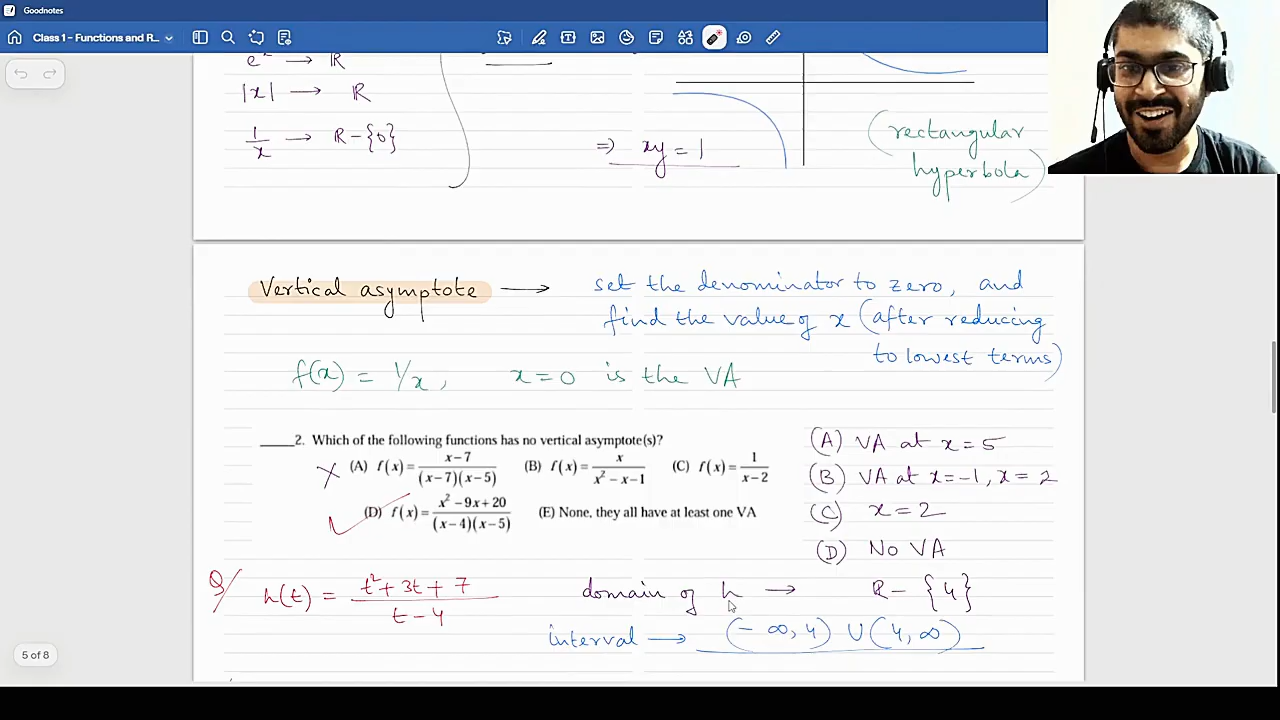 Goodnotes
Class 1 - Functions and R...
|x| → ℝ
1/x → ℝ-{0}
⇒ xy = 1
(rectangular
hyperbola)
Vertical asymptote → set the denominator to zero, and
find the value of x (after reducing
to lowest terms)
f(x) = 1/x, x=0 is the VA
_____2. Which of the following functions has no vertical asymptote(s)?
(A) f(x)= (x-7)/((x-7)(x-5)) (B) f(x)= x/(x²-x-1) (C) f(x)= 1/(x-2)
(D) f(x)= (x²-9x+20)/((x-4)(x-5)) (E) None, they all have at least one VA
(A) VA at x=5
(B) VA at x=-1, x=2
(C) x=2
(D) No VA
Q/ h(t) = (t²+3t+7)/(t-4) domain of h → R-{4}
interval → (-∞,4) U (4,∞)
5 of 8